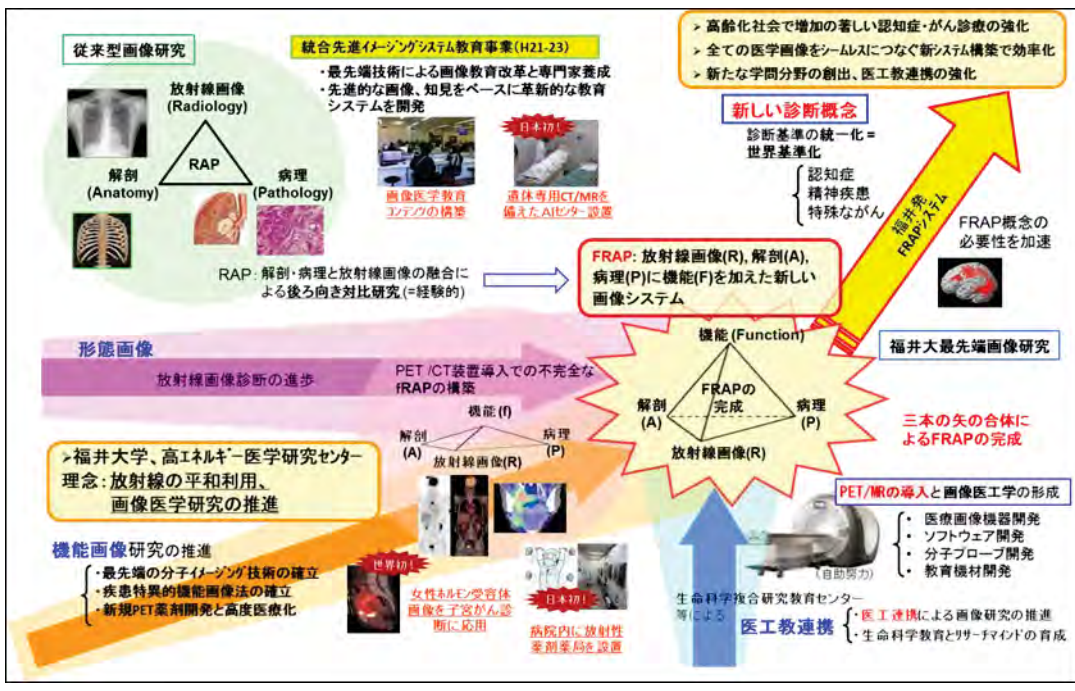 従来型画像研究
放射線画像
(Radiology)
RAP
解剖
(Anatomy)
病理
(Pathology)
RAP：解剖・病理と放射線画像の融合に
よる後ろ向き対比研究(=経験的)
統合先進イメージングシステム教育事業(H21-23)
・最先端技術による画像教育改革と専門家養成
・先進的な画像、知見をベースに革新的な教育
システムを開発
画像医学教育
コンテンツの構築
日本初！
遺体専用CT/MRを
備えたAiセンター設置
➢ 高齢化社会で増加の著しい認知症・がん診療の強化
➢ 全ての医学画像をシームレスにつなぐ新システム構築で効率化
➢ 新たな学問分野の創出、医工教連携の強化
新しい診断概念
診断基準の統一化＝
世界基準化
認知症
精神疾患
特殊ながん
福井発
FRAPシステム
FRAP概念の
必要性を加速
FRAP: 放射線画像(R), 解剖(A),
病理(P)に機能(F)を加えた新しい
画像システム
福井大最先端画像研究
形態画像
放射線画像診断の進歩
PET /CT装置導入での不完全な
fRAPの構築
機能(f)
解剖
(A)
病理
(P)
放射線画像(R)
機能(Function)
FRAPの
完成
解剖
(A)
病理
(P)
放射線画像(R)
三本の矢の合体に
よるFRAPの完成
➢福井大学、高エネルギー医学研究センター
理念：放射線の平和利用、
画像医学研究の推進
機能画像研究の推進
・最先端の分子イメージング技術の確立
・疾患特異的機能画像法の確立
・新規PET薬剤開発と高度医療化
世界初！
女性ホルモン受容体
画像を子宮がん診
断に応用
日本初！
病院内に放射性
薬剤薬局を設置
PET/MRの導入と画像医工学の形成
・ 医療画像機器開発
・ ソフトウェア開発
・ 分子プローブ開発
・ 教育機材開発
(自助努力)
生命科学複合研究教育センター
等による
医工教連携
・医工連携による画像研究の推進
・生命科学教育とリサーチマインドの育成